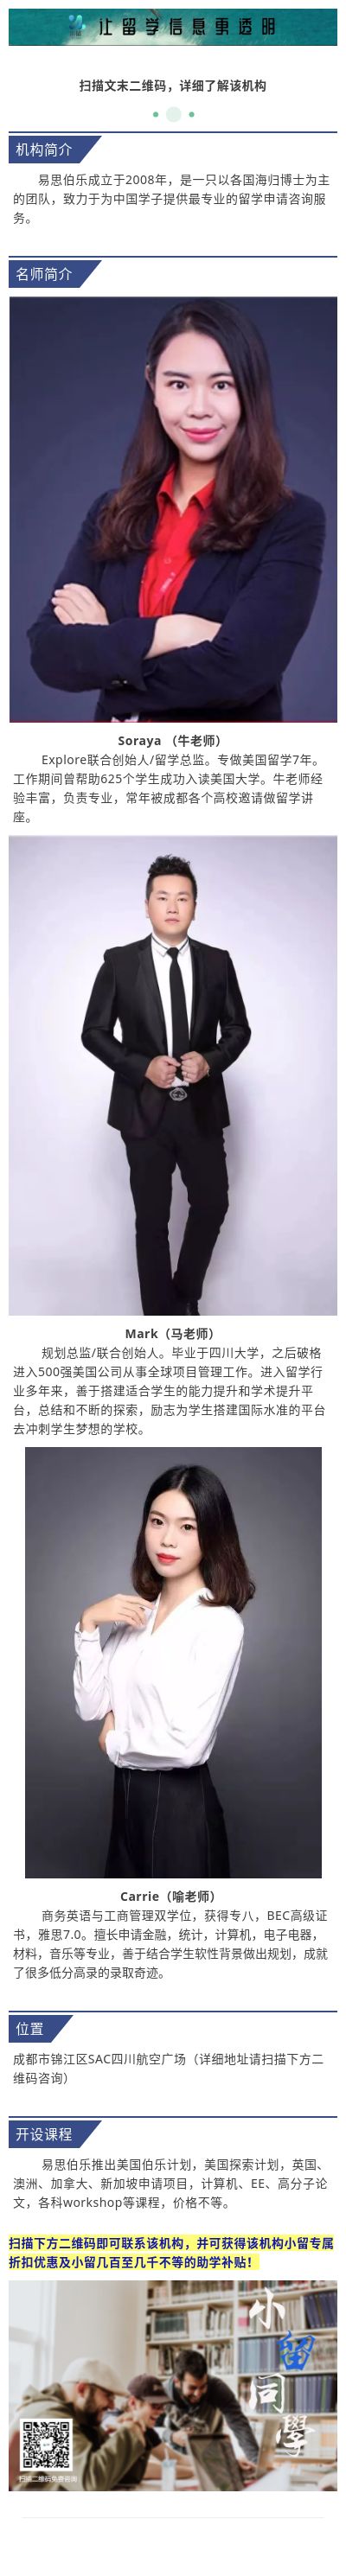 让留学信息更透明
扫描文末二维码，详细了解该机构
机构简介
易思伯乐成立于2008年，是一只以各国海归博士为主
的团队，致力于为中国学子提供最专业的留学申请咨询服
务。
名师简介
Soraya （牛老师）
Explore联合创始人/留学总监。专做美国留学7年。
工作期间曾帮助625个学生成功入读美国大学。牛老师经
验丰富，负责专业，常年被成都各个高校邀请做留学讲
座。
Mark（马老师）
规划总监/联合创始人。毕业于四川大学，之后破格
进入500强美国公司从事全球项目管理工作。进入留学行
业多年来，善于搭建适合学生的能力提升和学术提升平
台，总结和不断的探索，励志为学生搭建国际水准的平台
去冲刺学生梦想的学校。
Carrie（喻老师）
商务英语与工商管理双学位，获得专八，BEC高级证
书，雅思7.0。擅长申请金融，统计，计算机，电子电器，
材料，音乐等专业，善于结合学生软性背景做出规划，成就
了很多低分高录的录取奇迹。
位置
成都市锦江区SAC四川航空广场（详细地址请扫描下方二
维码咨询）
开设课程
易思伯乐推出美国伯乐计划，美国探索计划，英国、
澳洲、加拿大、新加坡申请项目，计算机、EE、高分子论
文，各科workshop等课程，价格不等。
扫描下方二维码即可联系该机构，并可获得该机构小留专属
折扣优惠及小留几百至几千不等的助学补贴！
小留同學
扫描二维码免费咨询